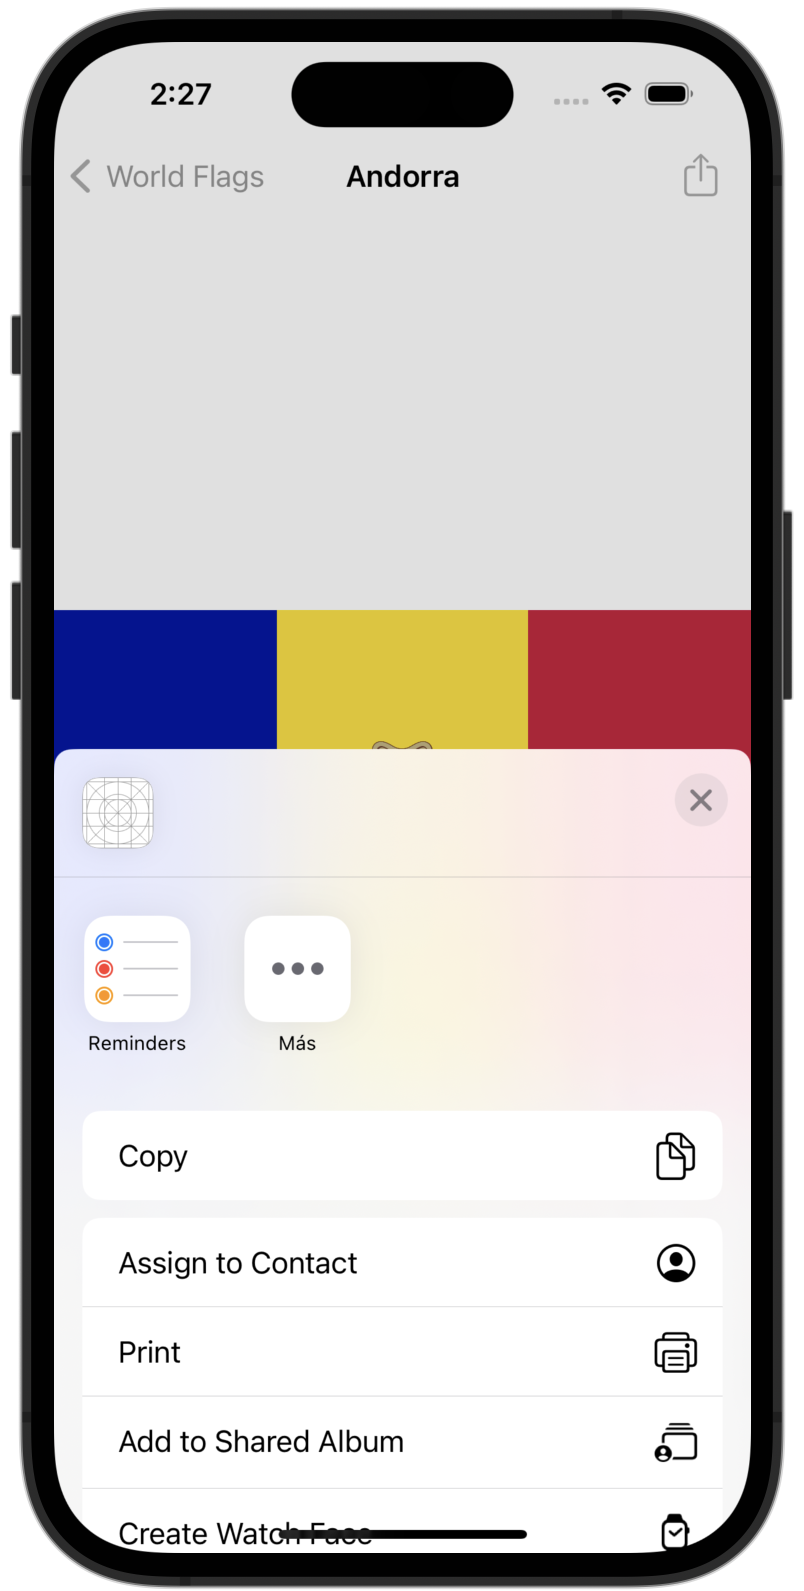 2:27
World Flags
Andorra
Reminders
Más
Copy
Assign to Contact
Print
Add to Shared Album
Create Watch Face